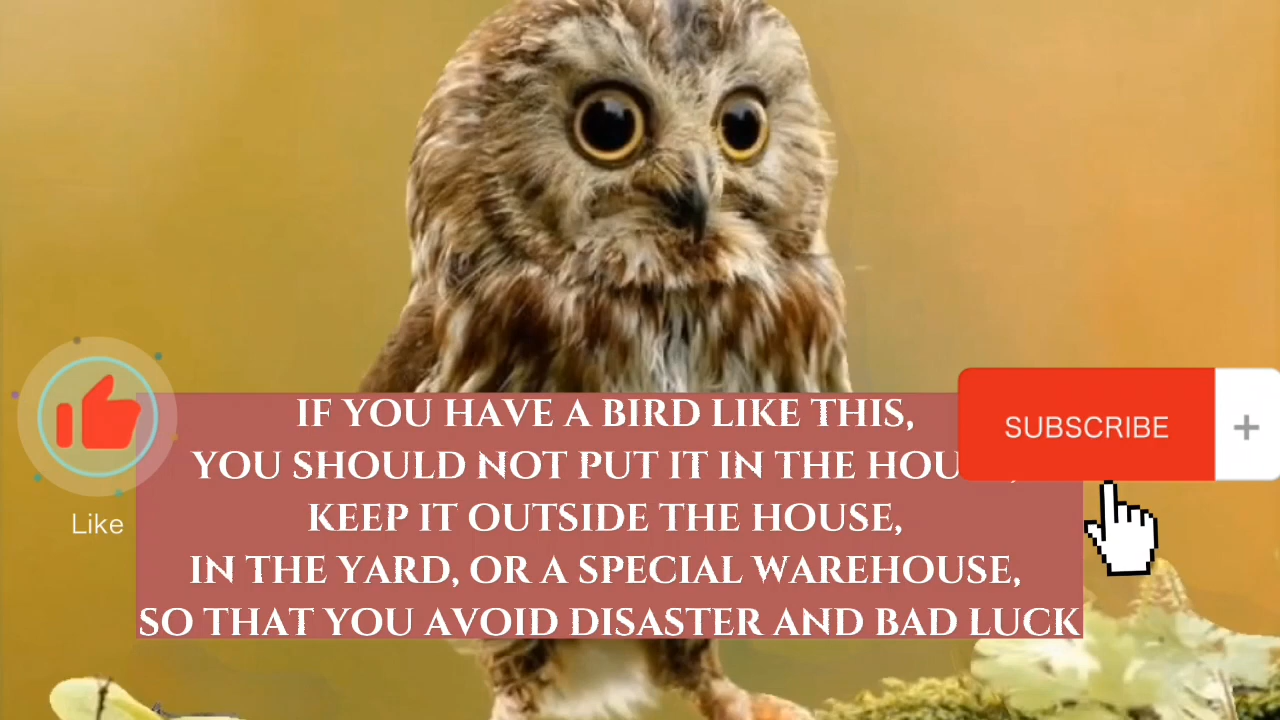 IF YOU HAVE A BIRD LIKE THIS,
YOU SHOULD NOT PUT IT IN THE
KEEP IT OUTSIDE THE HOUSE,
IN THE YARD, OR A SPECIAL WAREHOUSE,
SO THAT YOU AVOID DISASTER AND BAD LUCK
SUBSCRIBE +
Like